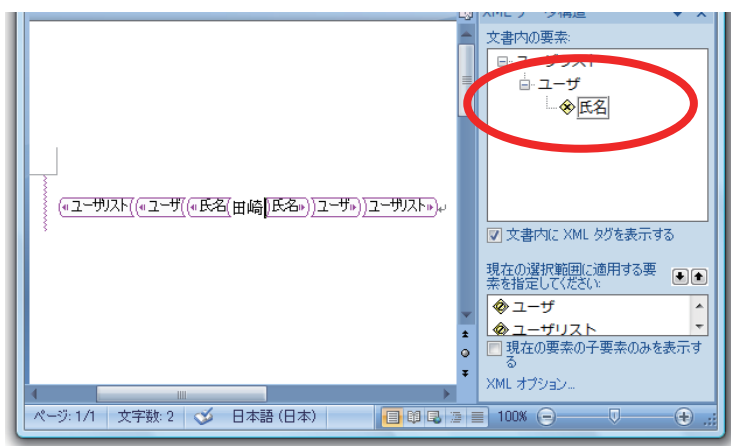 XML データ構造
文書内の要素:
ユーザリスト
ユーザ
氏名
ユーザリスト((ユーザ((氏名(田崎)氏名))ユーザ))ユーザリスト
文書内に XML タグを表示する
現在の選択範囲に適用する要
素を指定してください:
ユーザ
ユーザリスト
現在の要素の子要素のみを表示す
る
XML オプション...
ページ: 1/1 文字数: 2 日本語 (日本) 100%